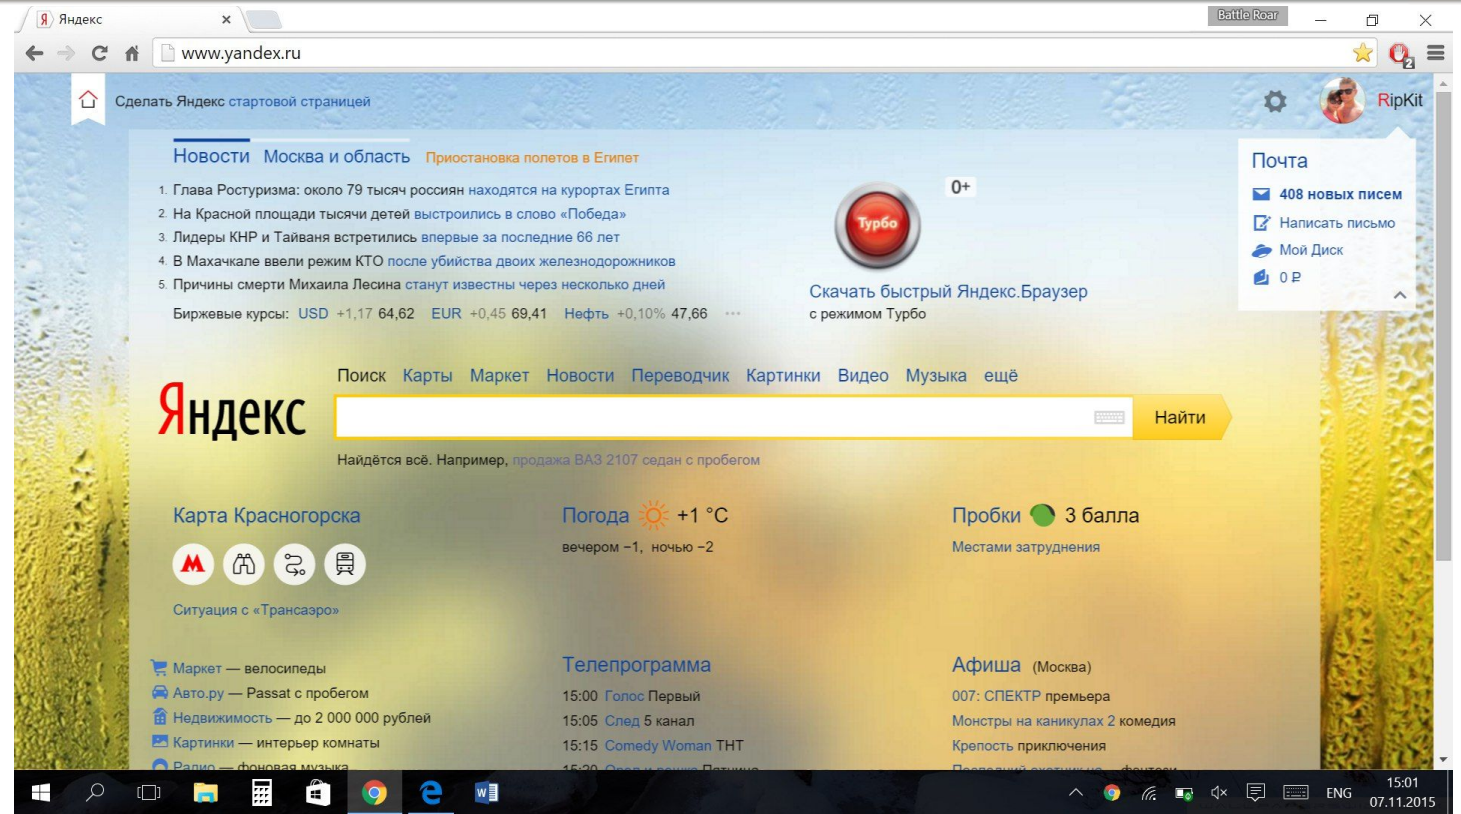 Яндекс
Battle Roar
www.yandex.ru
2
Сделать Яндекс стартовой страницей
RipKit
Новости Москва и область Приостановка полетов в Египет
1. Глава Ростуризма: около 79 тысяч россиян находятся на курортах Египта
2. На Красной площади тысячи детей выстроились в слово «Победа»
3. Лидеры КНР и Тайваня встретились впервые за последние 66 лет
4. В Махачкале ввели режим КТО после убийства двоих железнодорожников
5. Причины смерти Михаила Лесина станут известны через несколько дней
Биржевые курсы: USD +1,17 64,62 EUR +0,45 69,41 Нефть +0,10% 47,66 ···
Турбо
0+
Скачать быстрый Яндекс.Браузер
с режимом Турбо
Почта
408 новых писем
Написать письмо
Мой Диск
0 ₽
Поиск Карты Маркет Новости Переводчик Картинки Видео Музыка ещё
Яндекс
Найти
Найдётся всё. Например, продажа ВАЗ 2107 седан с пробегом
Карта Красногорска
Ситуация с «Трансаэро»
Погода +1 °C
вечером −1, ночью −2
Пробки 3 балла
Местами затруднения
Маркет — велосипеды
Авто.ру — Passat с пробегом
Недвижимость — до 2 000 000 рублей
Картинки — интерьер комнаты
Радио — фоновая музыка
Телепрограмма
15:00 Голос Первый
15:05 След 5 канал
15:15 Comedy Woman ТНТ
15:20 Орел и решка Пятница
Афиша (Москва)
007: СПЕКТР премьера
Монстры на каникулах 2 комедия
Крепость приключения
ENG
15:01
07.11.2015